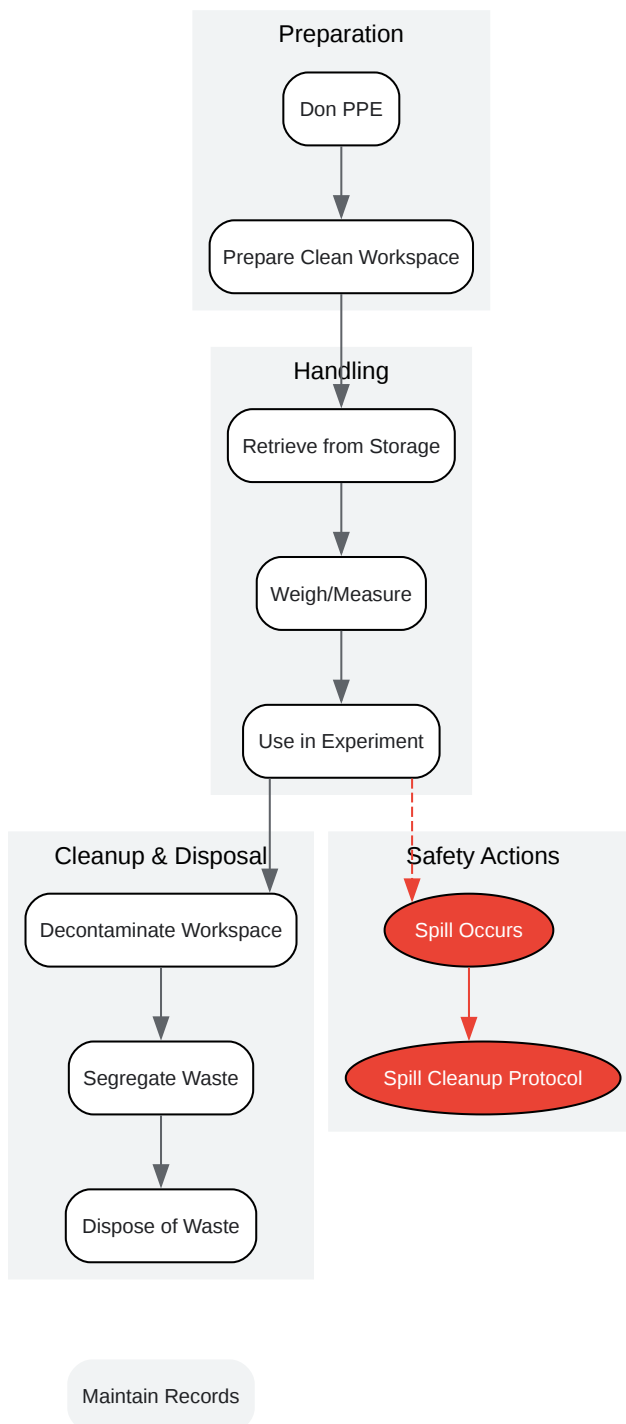 Preparation
Don PPE
Prepare Clean Workspace
Handling
Retrieve from Storage
Weigh/Measure
Use in Experiment
Cleanup & Disposal
Decontaminate Workspace
Segregate Waste
Dispose of Waste
Safety Actions
Spill Occurs
Spill Cleanup Protocol
Maintain Records